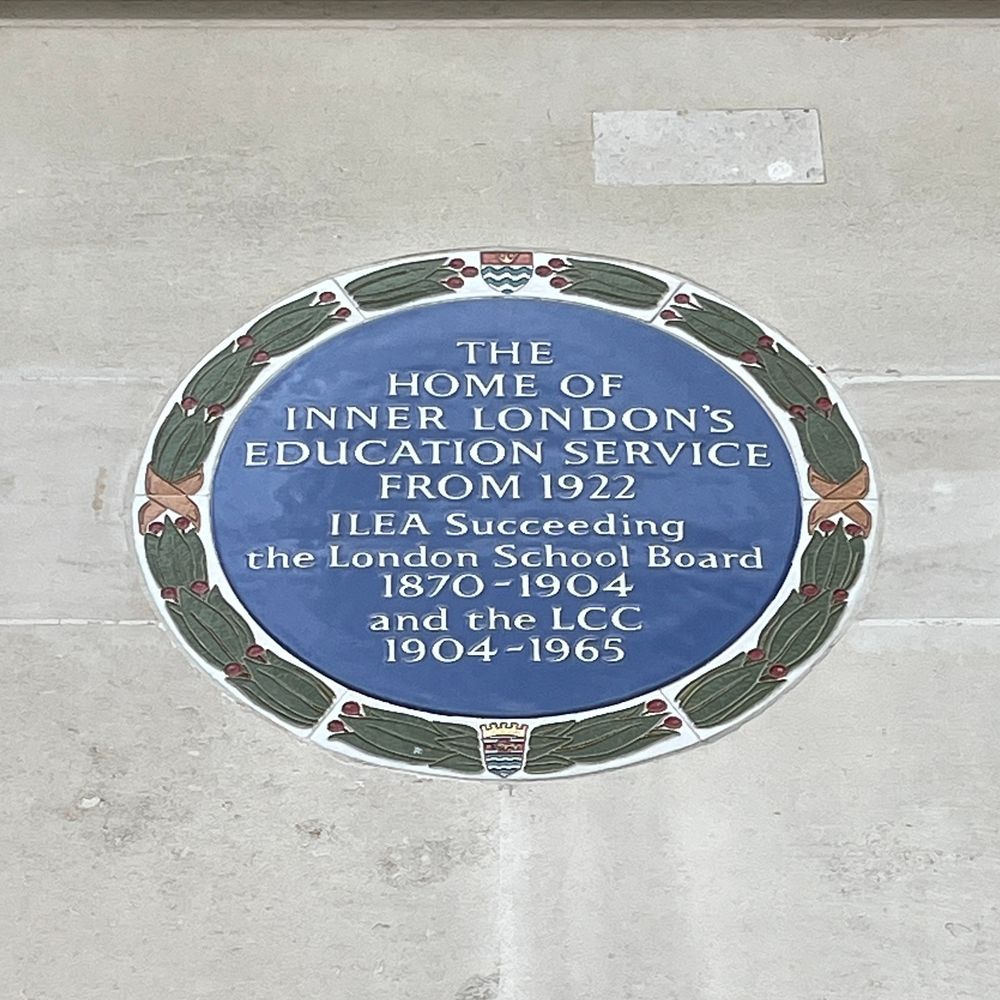 THE
HOME OF
INNER LONDON'S
EDUCATION SERVICE
FROM 1922
ILEA Succeeding
the London School Board
1870-1904
and the LCC
1904-1965